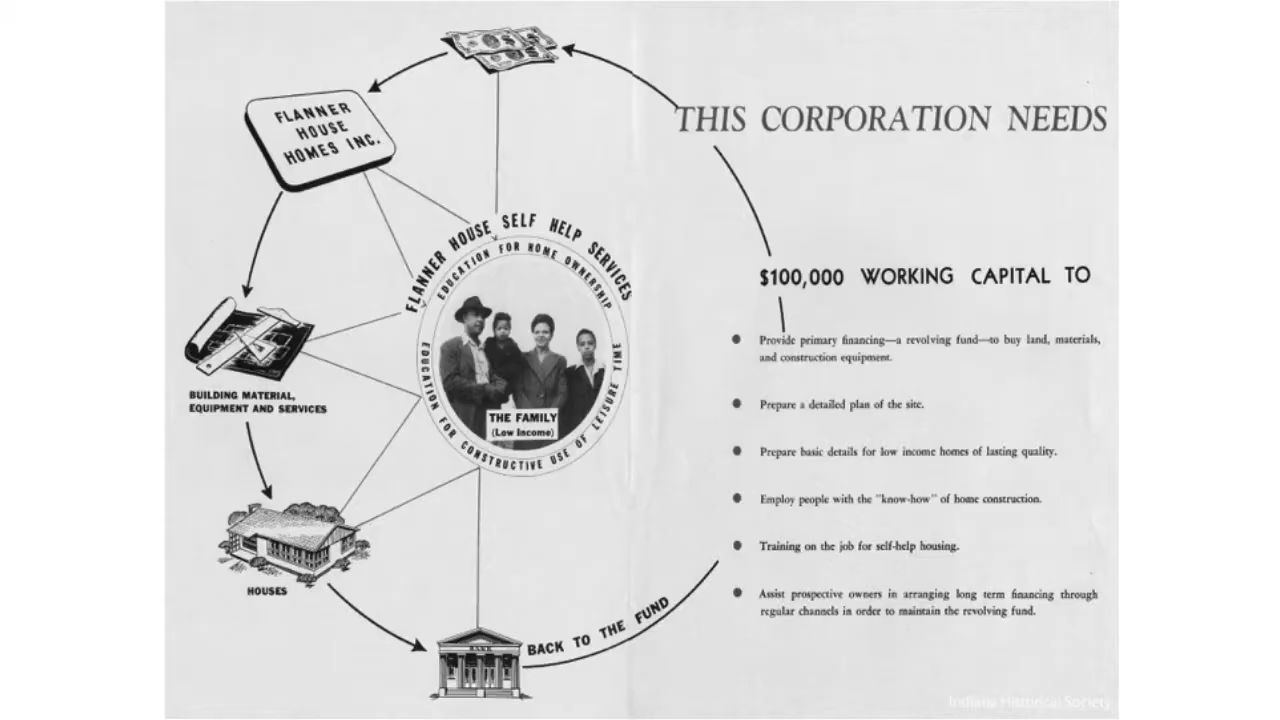 FLANNER
HOUSE
HOMES INC.
FLANNER HOUSE SELF HELP SERVICES
EDUCATION FOR HOME OWNERSHIP
EDUCATION FOR CONSTRUCTIVE USE OF LEISURE TIME
THE FAMILY
(Low Income)
BUILDING MATERIAL,
EQUIPMENT AND SERVICES
HOUSES
BANK
BACK TO THE FUND
THIS CORPORATION NEEDS
$100,000 WORKING CAPITAL TO
● Provide primary financing—a revolving fund—to buy land, materials,
and construction equipment.
● Prepare a detailed plan of the site.
● Prepare basic details for low income homes of lasting quality.
● Employ people with the "know-how" of home construction.
● Training on the job for self-help housing.
● Assist prospective owners in arranging long term financing through
regular channels in order to maintain the revolving fund.
Indiana Historical Society